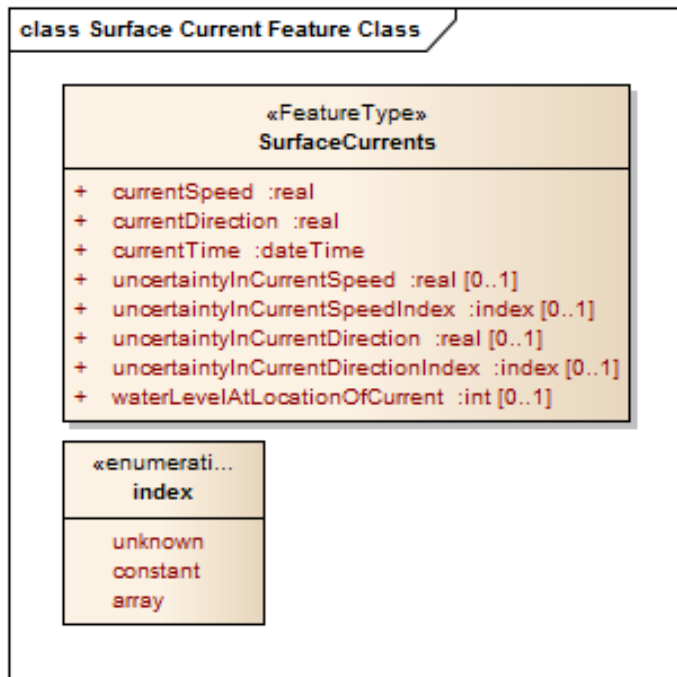 class Surface Current Feature Class
«FeatureType»
SurfaceCurrents
+ currentSpeed :real
+ currentDirection :real
+ currentTime :dateTime
+ uncertaintyInCurrentSpeed :real [0..1]
+ uncertaintyInCurrentSpeedIndex :index [0..1]
+ uncertaintyInCurrentDirection :real [0..1]
+ uncertaintyInCurrentDirectionIndex :index [0..1]
+ waterLevelAtLocationOfCurrent :int [0..1]
«enumerati...
index
unknown
constant
array